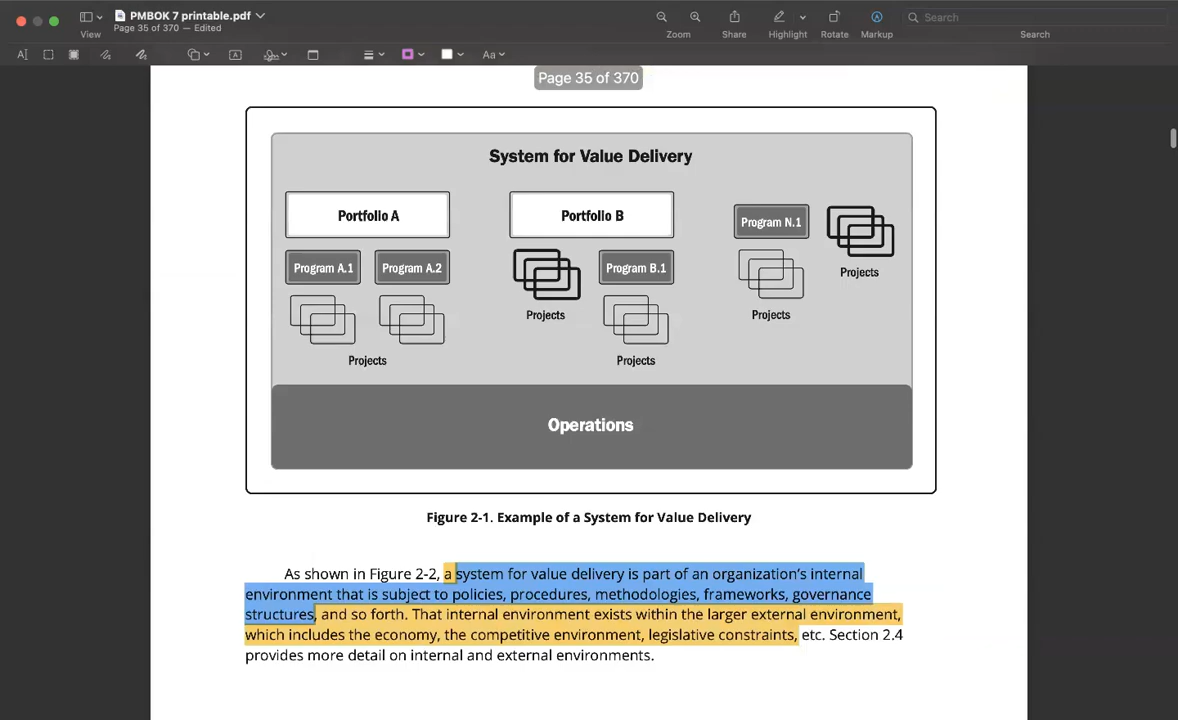 PMBOK 7 printable.pdf
Page 35 of 370 – Edited
View
Zoom
Share
Highlight
Rotate
Markup
Search
Search
A
Aa
Page 35 of 370
System for Value Delivery
Portfolio A
Portfolio B
Program N.1
Projects
Program A.1
Program A.2
Program B.1
Projects
Projects
Projects
Projects
Operations
Figure 2-1. Example of a System for Value Delivery
As shown in Figure 2-2, a system for value delivery is part of an organization’s internal
environment that is subject to policies, procedures, methodologies, frameworks, governance
structures, and so forth. That internal environment exists within the larger external environment,
which includes the economy, the competitive environment, legislative constraints, etc. Section 2.4
provides more detail on internal and external environments.